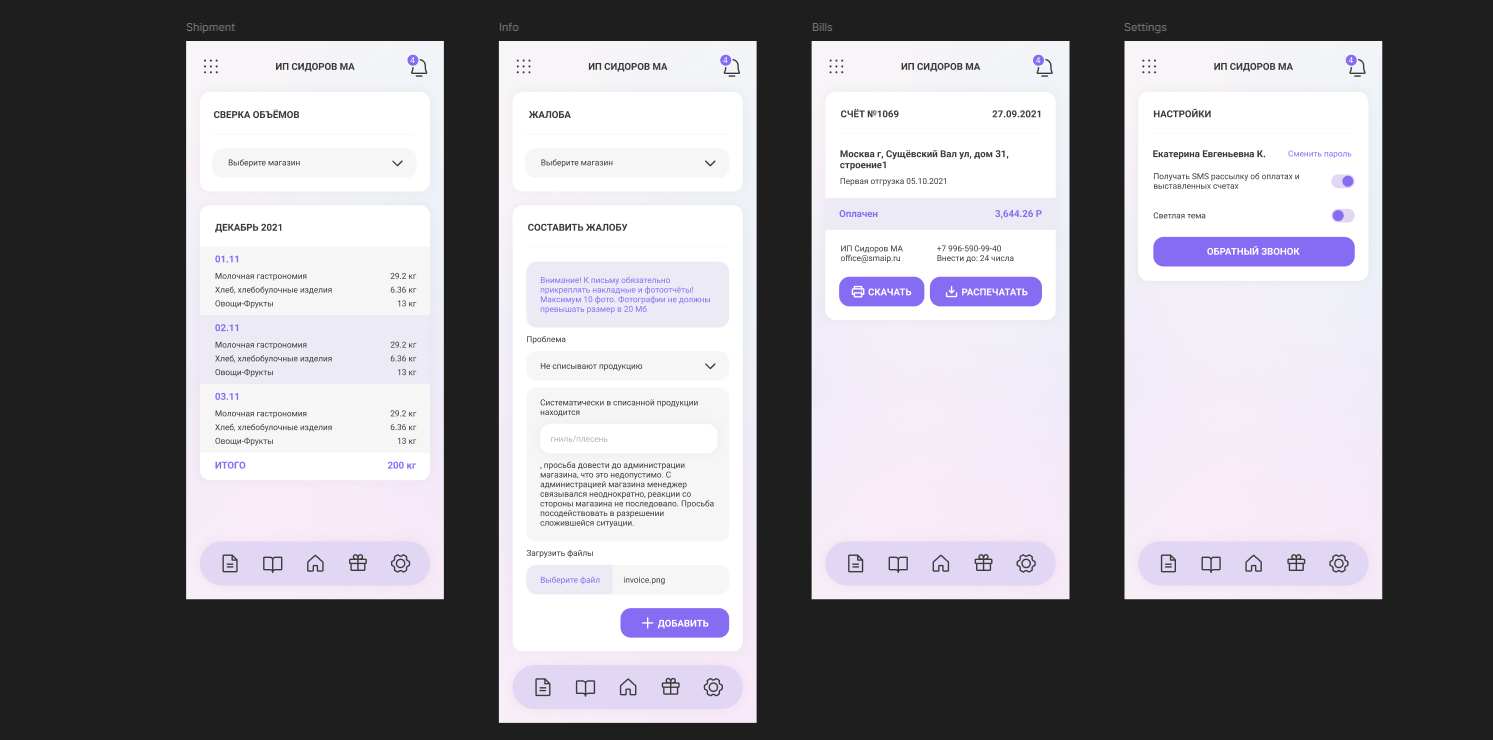 Shipment
ИП СИДОРОВ МА
4
СВЕРКА ОБЪЁМОВ
Выберите магазин
ДЕКАБРЬ 2021
01.11
Молочная гастрономия 29.2 кг
Хлеб, хлебобулочные изделия 6.36 кг
Овощи-Фрукты 13 кг
02.11
Молочная гастрономия 29.2 кг
Хлеб, хлебобулочные изделия 6.36 кг
Овощи-Фрукты 13 кг
03.11
Молочная гастрономия 29.2 кг
Хлеб, хлебобулочные изделия 6.36 кг
Овощи-Фрукты 13 кг
ИТОГО 200 кг
Info
ИП СИДОРОВ МА
4
ЖАЛОБА
Выберите магазин
СОСТАВИТЬ ЖАЛОБУ
Внимание! К письму обязательно
прикреплять накладные и фотоотчёты!
Максимум 10 фото. Фотографии не должны
превышать размер в 20 Мб
Проблема
Не списывают продукцию
Систематически в списанной продукции
находится
гниль/плесень
, просьба довести до администрации
магазина, что это недопустимо. С
администрацией магазина менеджер
связывался неоднократно, реакции со
стороны магазина не последовало. Просьба
посодействовать в разрешении
сложившейся ситуации.
Загрузить файлы
Выберите файл invoice.png
ДОБАВИТЬ
Bills
ИП СИДОРОВ МА
4
СЧЁТ №1069 27.09.2021
Москва г, Сущёвский Вал ул, дом 31,
строение1
Первая отгрузка 05.10.2021
Оплачен 3,644.26 Р
ИП Сидоров МА +7 996-590-99-40
office@smaip.ru Внести до: 24 числа
СКАЧАТЬ РАСПЕЧАТАТЬ
Settings
ИП СИДОРОВ МА
4
НАСТРОЙКИ
Екатерина Евгеньевна К. Сменить пароль
Получать SMS рассылку об оплатах и
выставленных счетах
Светлая тема
ОБРАТНЫЙ ЗВОНОК